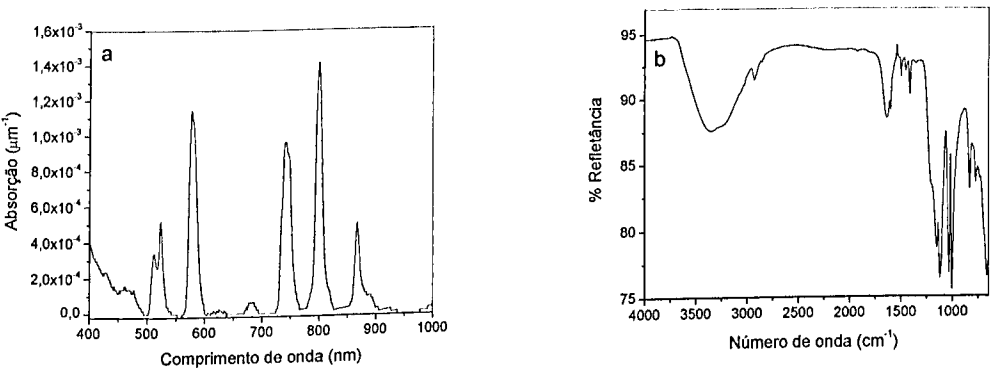 a
1,6x10⁻³
1,4x10⁻³
1,2x10⁻³
1,0x10⁻³
8,0x10⁻⁴
6,0x10⁻⁴
4,0x10⁻⁴
2,0x10⁻⁴
0,0
400 500 600 700 800 900 1000
Absorção (µm⁻¹)
Comprimento de onda (nm)
b
95
90
85
80
75
4000 3500 3000 2500 2000 1500 1000
% Refletância
Número de onda (cm⁻¹)